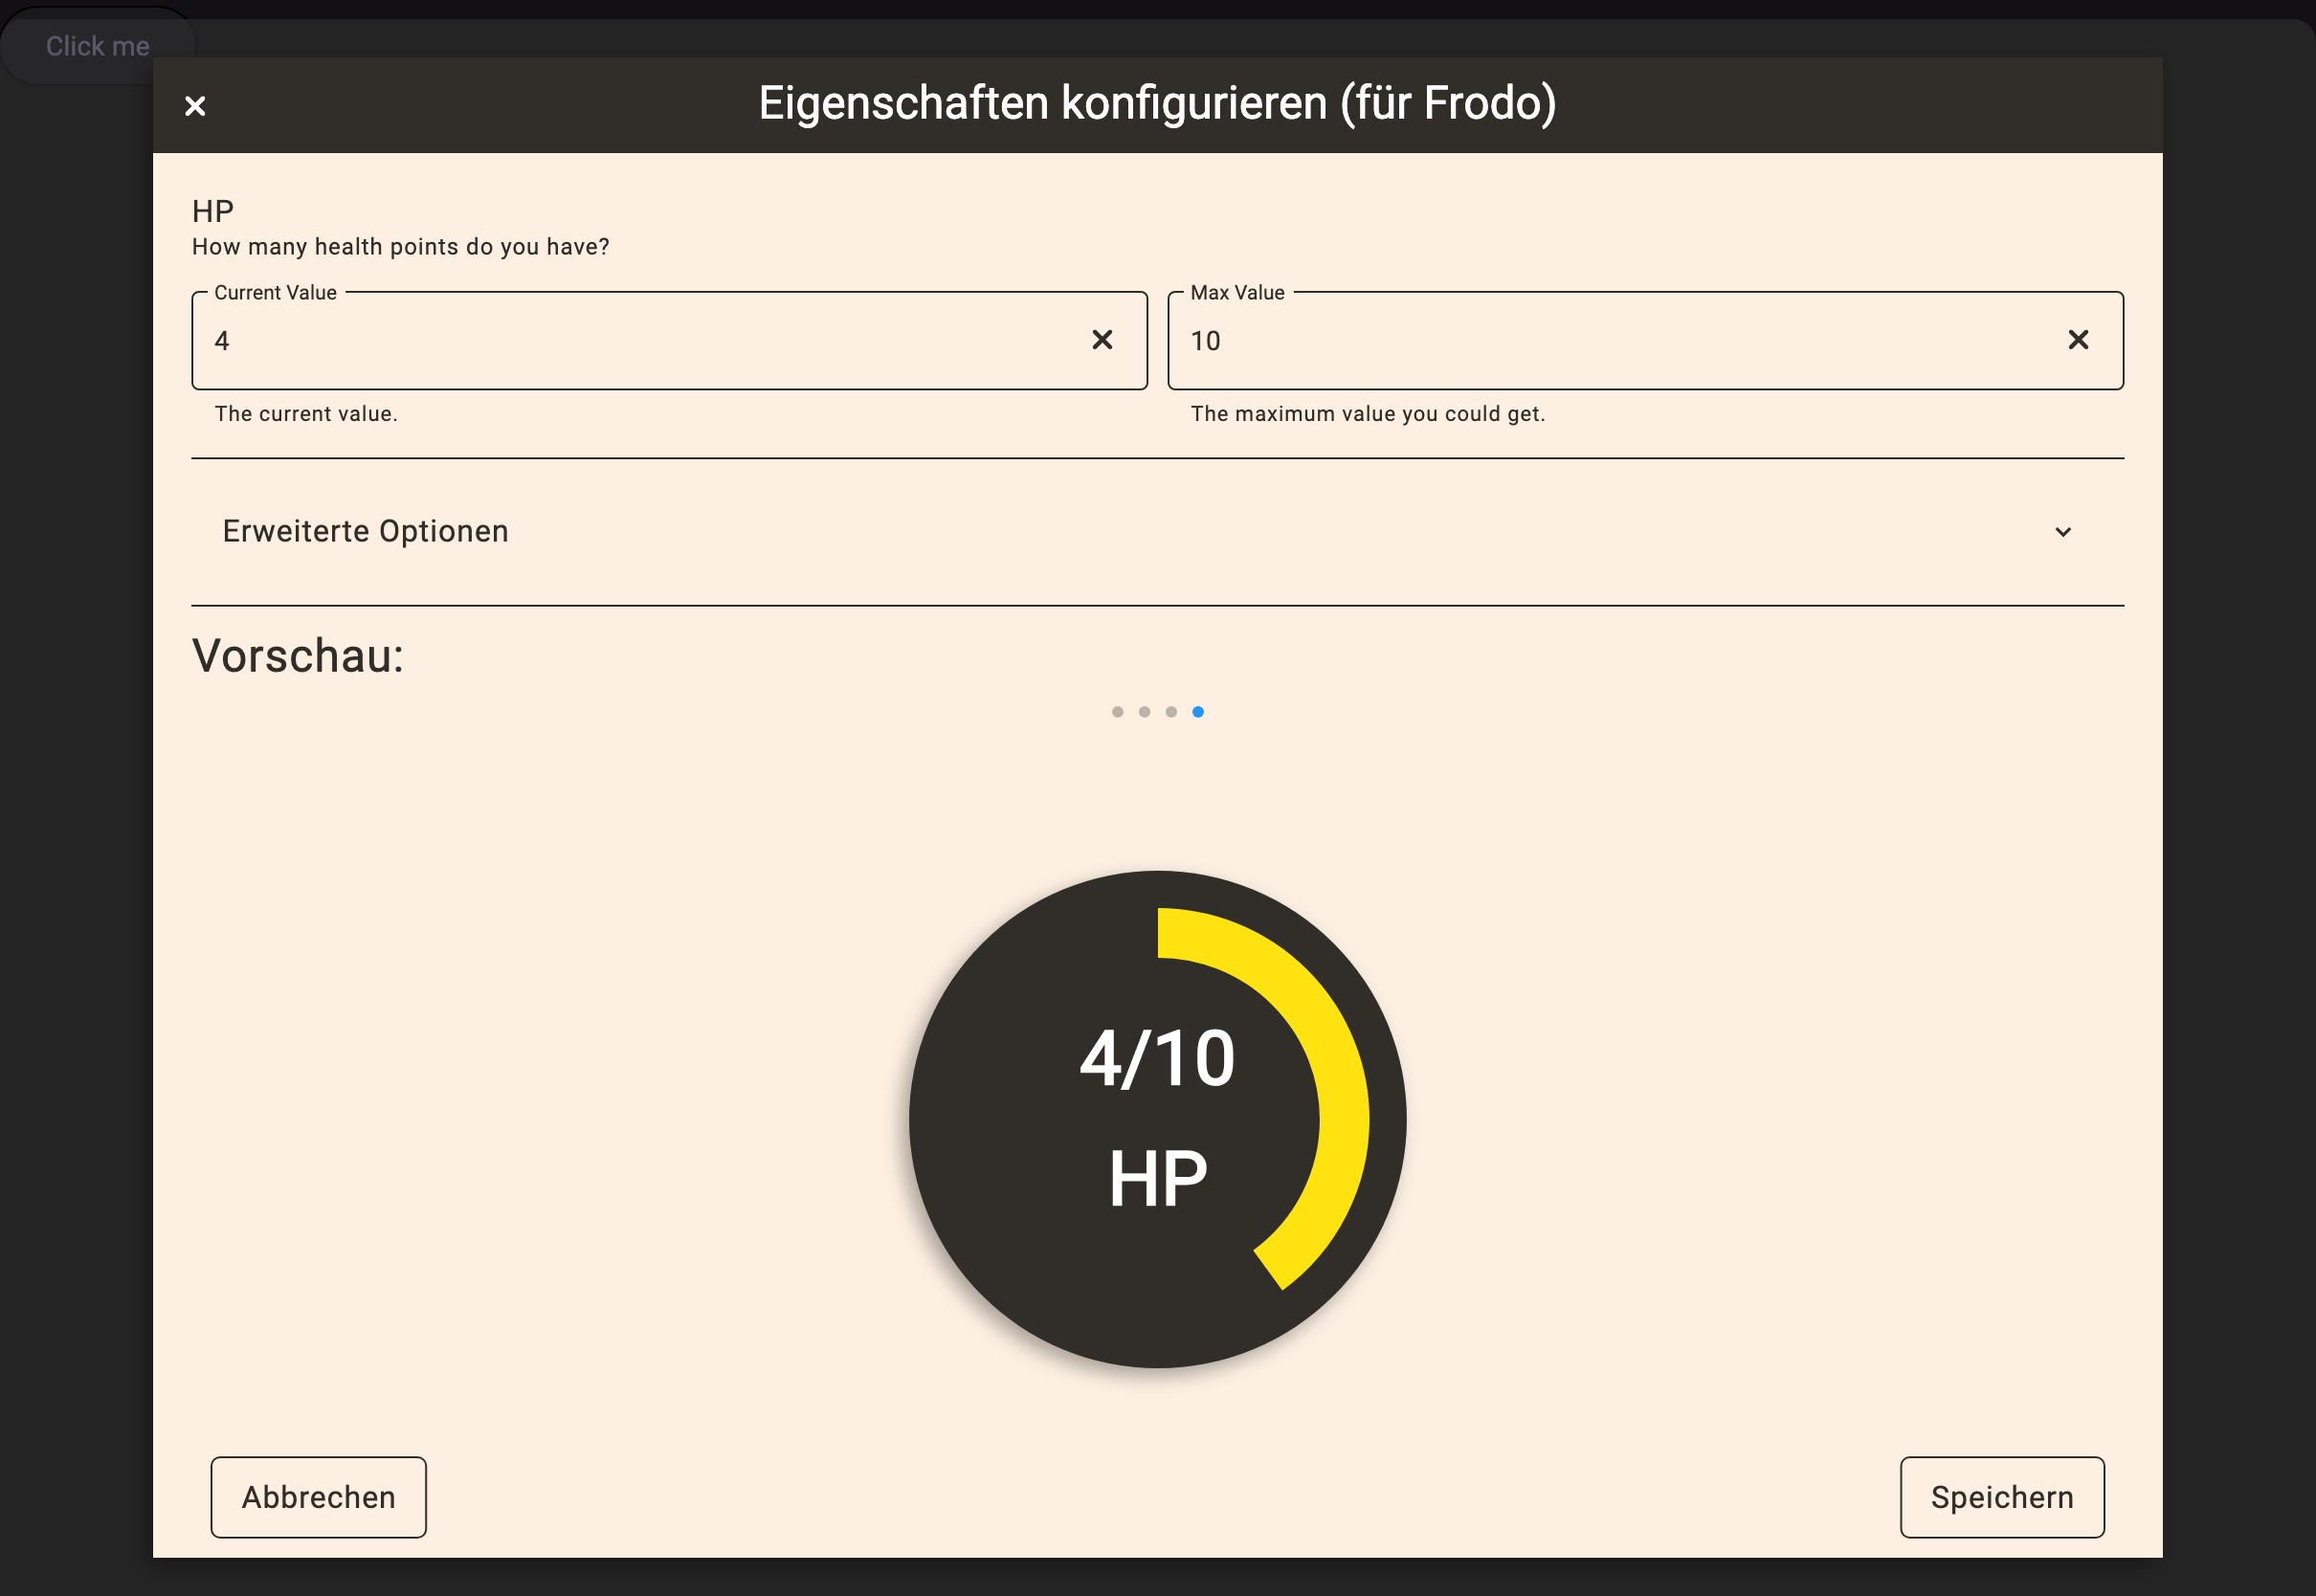 Click me
Eigenschaften konfigurieren (für Frodo)
HP
How many health points do you have?
Current Value
4
The current value.
Max Value
10
The maximum value you could get.
Erweiterte Optionen
Vorschau:
4/10
HP
Abbrechen
Speichern